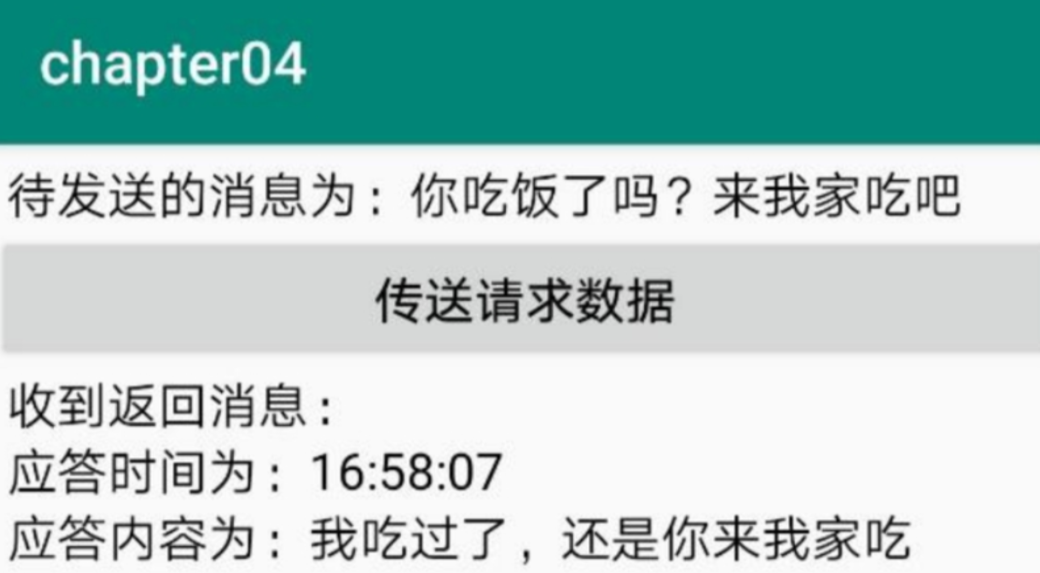 chapter04
待发送的消息为：你吃饭了吗？来我家吃吧
传送请求数据
收到返回消息：
应答时间为：16:58:07
应答内容为：我吃过了，还是你来我家吃